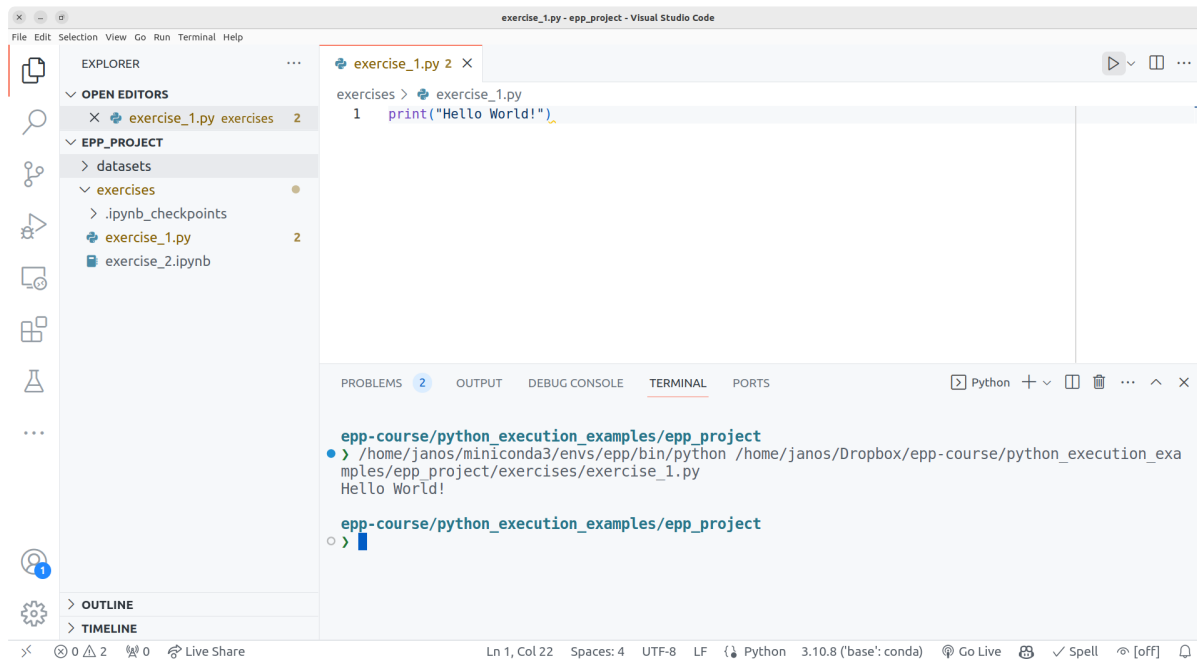 exercise_1.py - epp_project - Visual Studio Code
File Edit Selection View Go Run Terminal Help
EXPLORER
OPEN EDITORS
exercise_1.py exercises 2
EPP_PROJECT
datasets
exercises
.ipynb_checkpoints
exercise_1.py 2
exercise_2.ipynb
OUTLINE
TIMELINE
exercise_1.py 2
exercises > exercise_1.py
1 print("Hello World!")
PROBLEMS 2 OUTPUT DEBUG CONSOLE TERMINAL PORTS
Python
epp-course/python_execution_examples/epp_project
❯ /home/janos/miniconda3/envs/epp/bin/python /home/janos/Dropbox/epp-course/python_execution_exa
mples/epp_project/exercises/exercise_1.py
Hello World!
epp-course/python_execution_examples/epp_project
❯
1
0 2 0 Live Share Ln 1, Col 22 Spaces: 4 UTF-8 LF Python 3.10.8 ('base': conda) Go Live Spell [off]